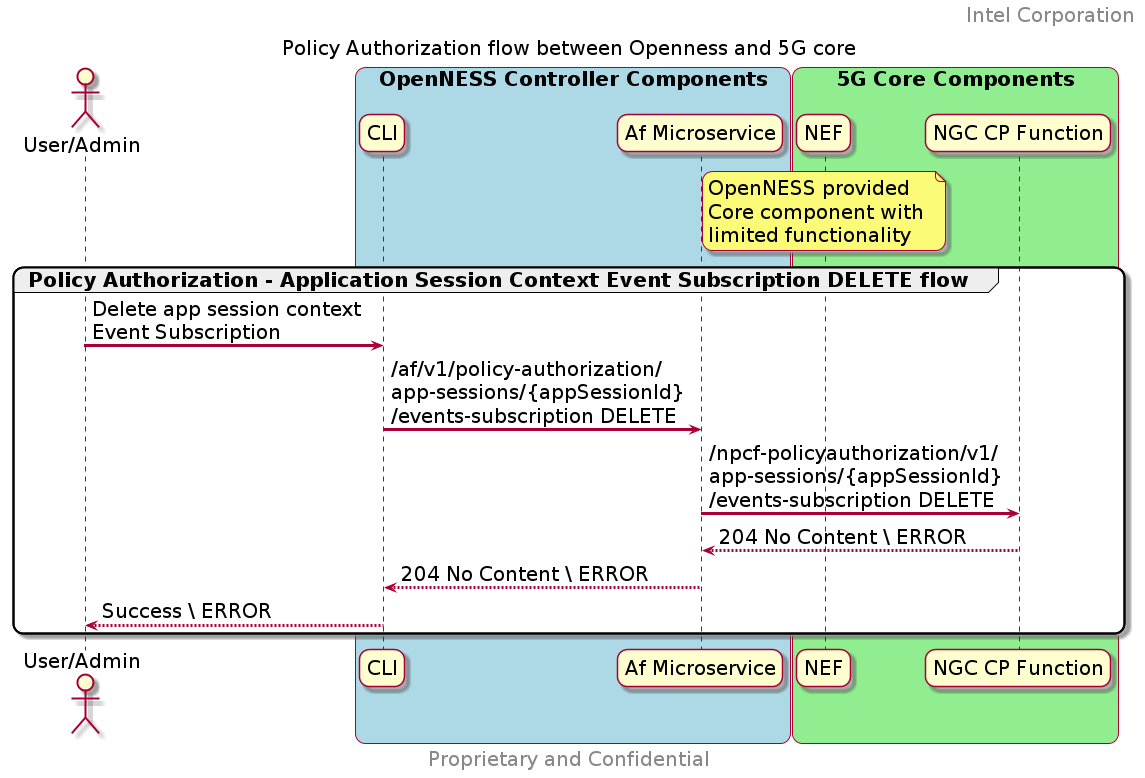 Intel Corporation
Policy Authorization flow between Openness and 5G core
OpenNESS Controller Components
5G Core Components
User/Admin
CLI
Af Microservice
NEF
NGC CP Function
OpenNESS provided
Core component with
limited functionality
Policy Authorization - Application Session Context Event Subscription DELETE flow
Delete app session context
Event Subscription
/af/v1/policy-authorization/
app-sessions/{appSessionId}
/events-subscription DELETE
/npcf-policyauthorization/v1/
app-sessions/{appSessionId}
/events-subscription DELETE
204 No Content \ ERROR
204 No Content \ ERROR
Success \ ERROR
User/Admin
CLI
Af Microservice
NEF
NGC CP Function
Proprietary and Confidential